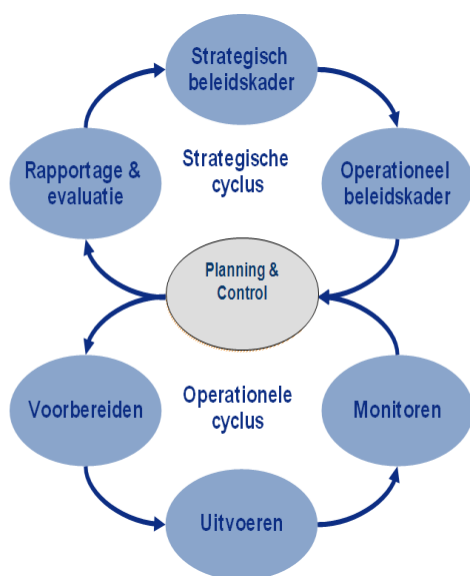 Strategisch
beleidskader
Strategische
cyclus
Rapportage &
evaluatie
Operationeel
beleidskader
Planning &
Control
Voorbereiden
Operationele
cyclus
Monitoren
Uitvoeren